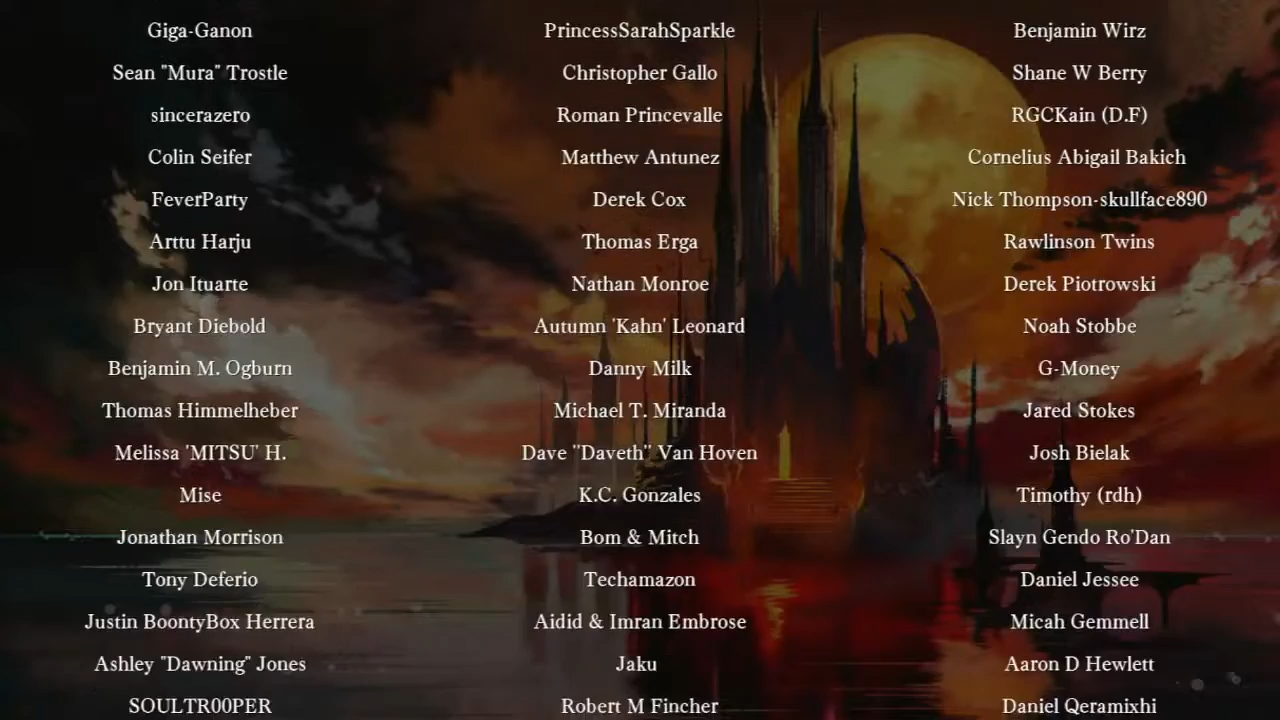 Giga-Ganon
PrincessSarahSparkle
Benjamin Wirz
Sean "Mura" Trostle
Christopher Gallo
Shane W Berry
sincerazero
Roman Princevalle
RGCKain (D.F)
Colin Seifer
Matthew Antunez
Cornelius Abigail Bakich
FeverParty
Derek Cox
Nick Thompson-skullface890
Arttu Harju
Thomas Erga
Rawlinson Twins
Jon Ituarte
Nathan Monroe
Derek Piotrowski
Bryant Diebold
Autumn 'Kahn' Leonard
Noah Stobbe
Benjamin M. Ogburn
Danny Milk
G-Money
Thomas Himmelheber
Michael T. Miranda
Jared Stokes
Melissa 'MITSU' H.
Dave "Daveth" Van Hoven
Josh Bielak
Mise
K.C. Gonzales
Timothy (rdh)
Jonathan Morrison
Bom & Mitch
Slayn Gendo Ro'Dan
Tony Deferio
Techamazon
Daniel Jessee
Justin BoontyBox Herrera
Aidid & Imran Embrose
Micah Gemmell
Ashley "Dawning" Jones
Jaku
Aaron D Hewlett
SOULTR00PER
Robert M Fincher
Daniel Qeramixhi